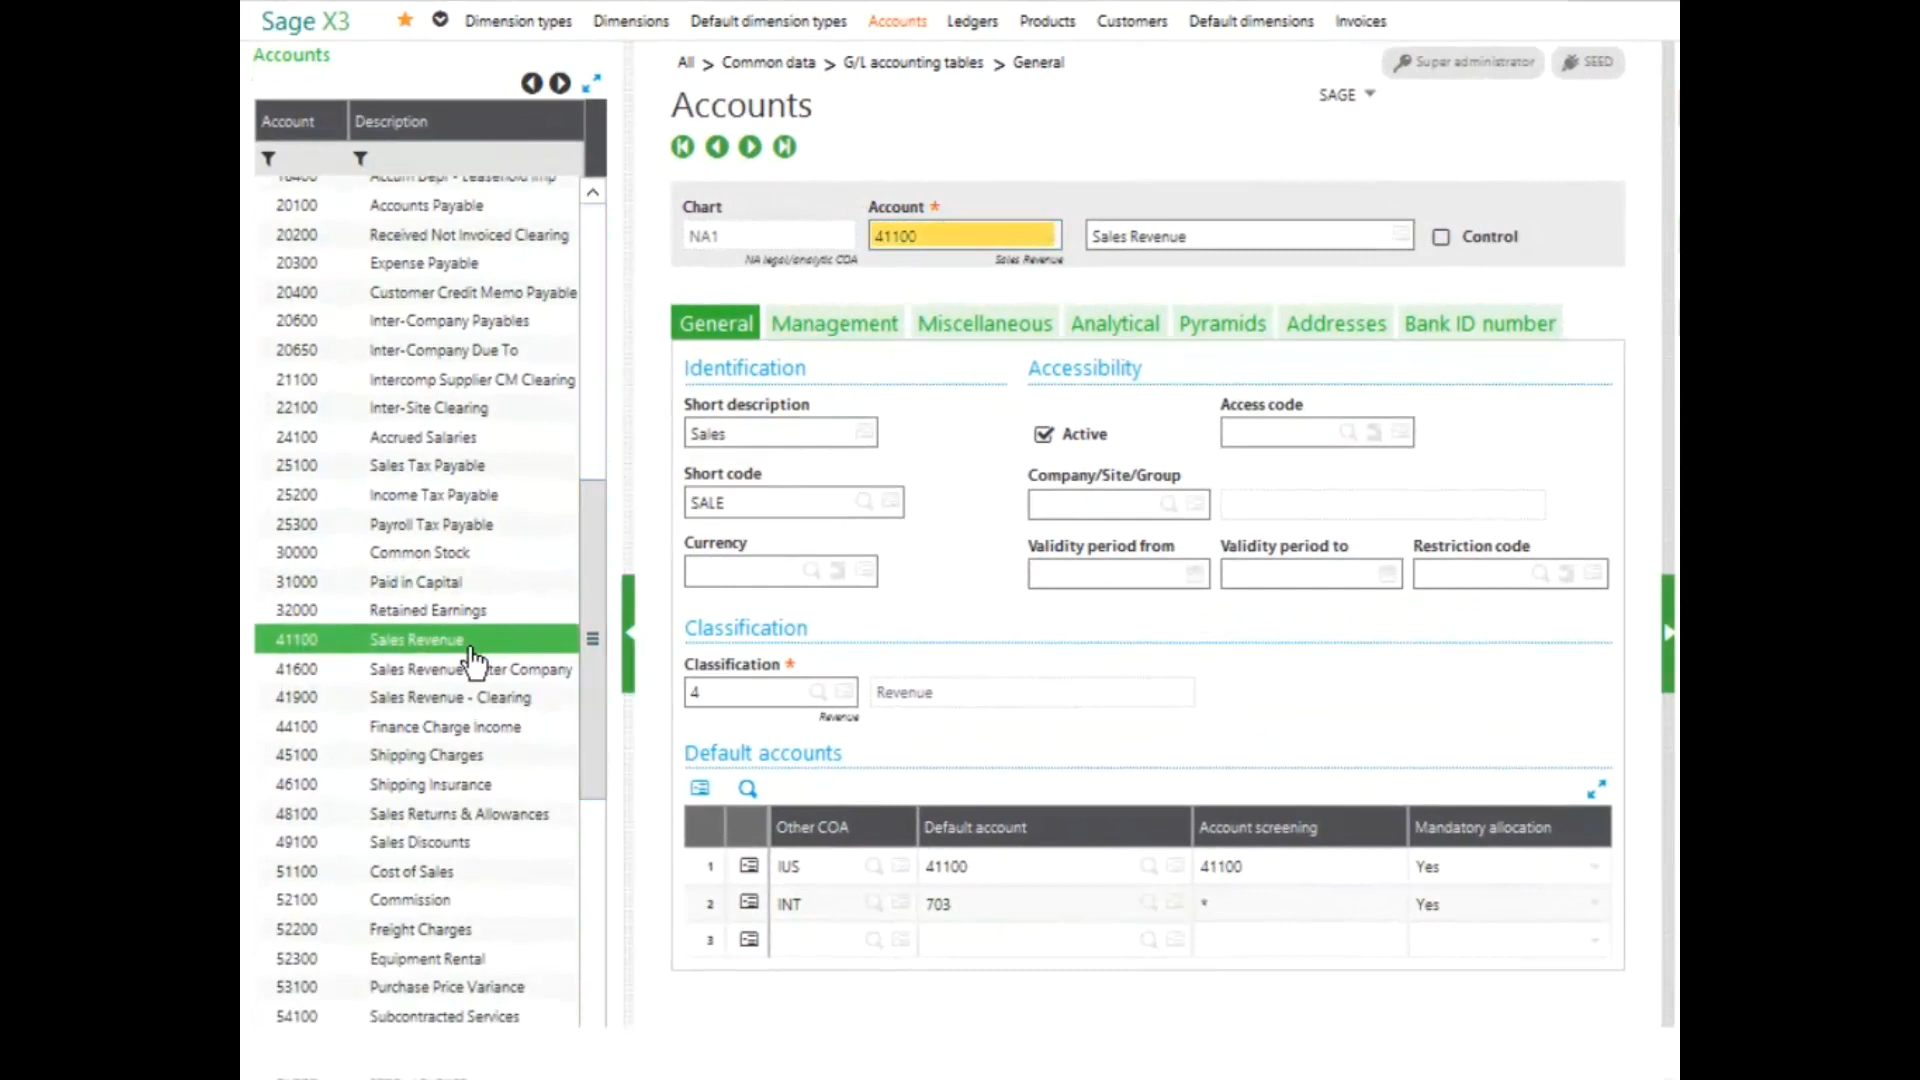 Sage X3
Dimension types
Dimensions
Default dimension types
Accounts
Ledgers
Products
Customers
Default dimensions
Invoices
Accounts
Account
Description
20100 Accounts Payable
20200 Received Not Invoiced Clearing
20300 Expense Payable
20400 Customer Credit Memo Payable
20600 Inter-Company Payables
20650 Inter-Company Due To
21100 Intercomp Supplier CM Clearing
22100 Inter-Site Clearing
24100 Accrued Salaries
25100 Sales Tax Payable
25200 Income Tax Payable
25300 Payroll Tax Payable
30000 Common Stock
31000 Paid in Capital
32000 Retained Earnings
41100 Sales Revenue
41600 Sales Revenue ter Company
41900 Sales Revenue - Clearing
44100 Finance Charge Income
45100 Shipping Charges
46100 Shipping Insurance
48100 Sales Returns & Allowances
49100 Sales Discounts
51100 Cost of Sales
52100 Commission
52200 Freight Charges
52300 Equipment Rental
53100 Purchase Price Variance
54100 Subcontracted Services
All > Common data > G/L accounting tables > General
Super administrator
SEED
SAGE
Accounts
Chart
Account *
NA1
41100
Sales Revenue
Control
NA legal/analytic COA
Sales Revenue
General
Management
Miscellaneous
Analytical
Pyramids
Addresses
Bank ID number
Identification
Short description
Sales
Short code
SALE
Currency
Accessibility
Active
Access code
Company/Site/Group
Validity period from
Validity period to
Restriction code
Classification
Classification *
4
Revenue
Revenue
Default accounts
Other COA
Default account
Account screening
Mandatory allocation
1 IUS 41100 41100 Yes
2 INT 703 * Yes
3